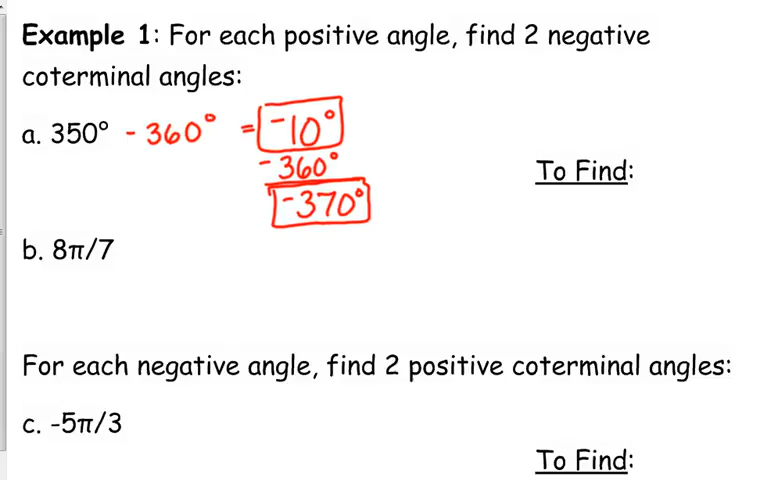 Example 1: For each positive angle, find 2 negative
coterminal angles:
a. 350° - 360° = -10°
- 360°
-370°
To Find:
b. 8π/7
For each negative angle, find 2 positive coterminal angles:
c. -5π/3
To Find: